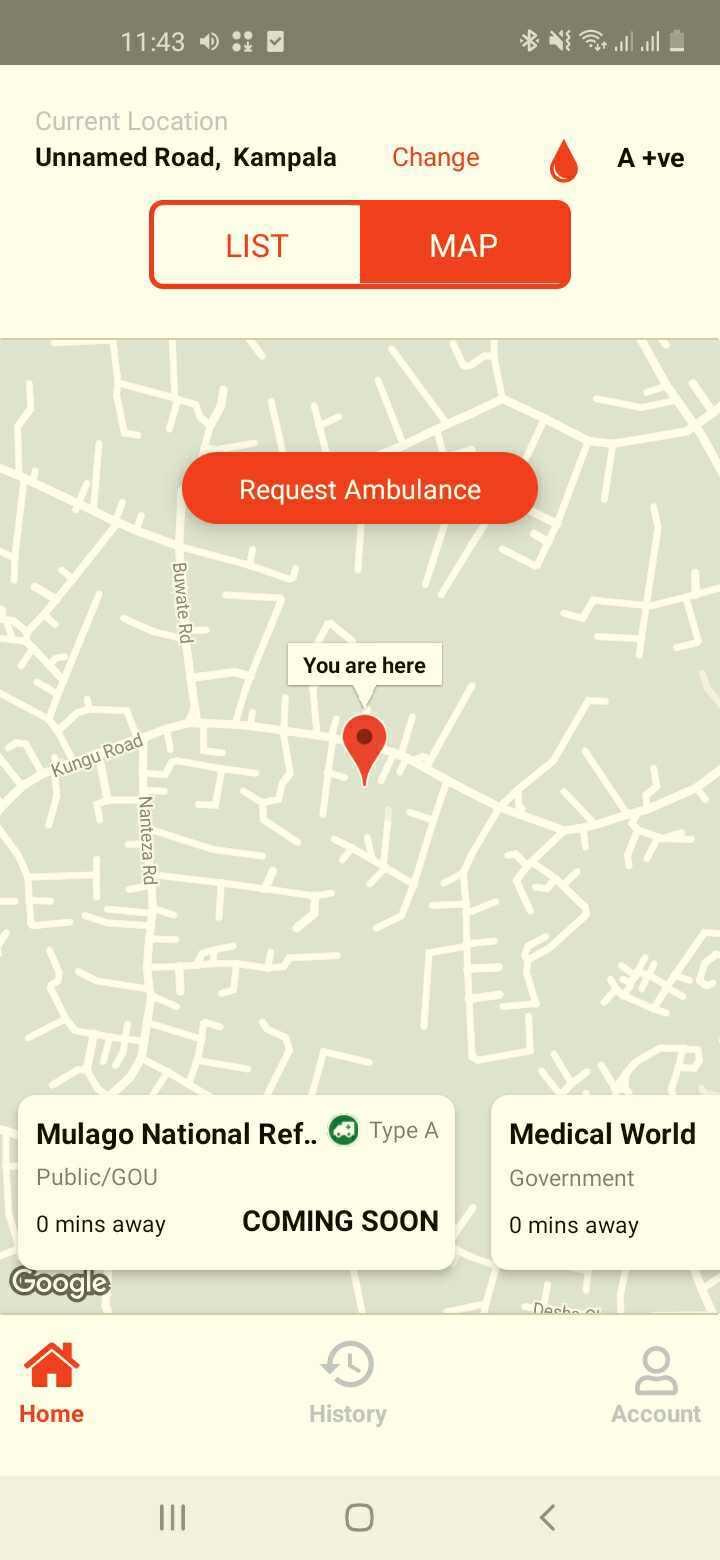 11:43
Current Location
Unnamed Road, Kampala Change A +ve
LIST MAP
Request Ambulance
Buwate Rd
You are here
Kungu Road
Nanteza Rd
Mulago National Ref.. Type A
Public/GOU
0 mins away COMING SOON
Medical World
Government
0 mins away
Google
Home History Account